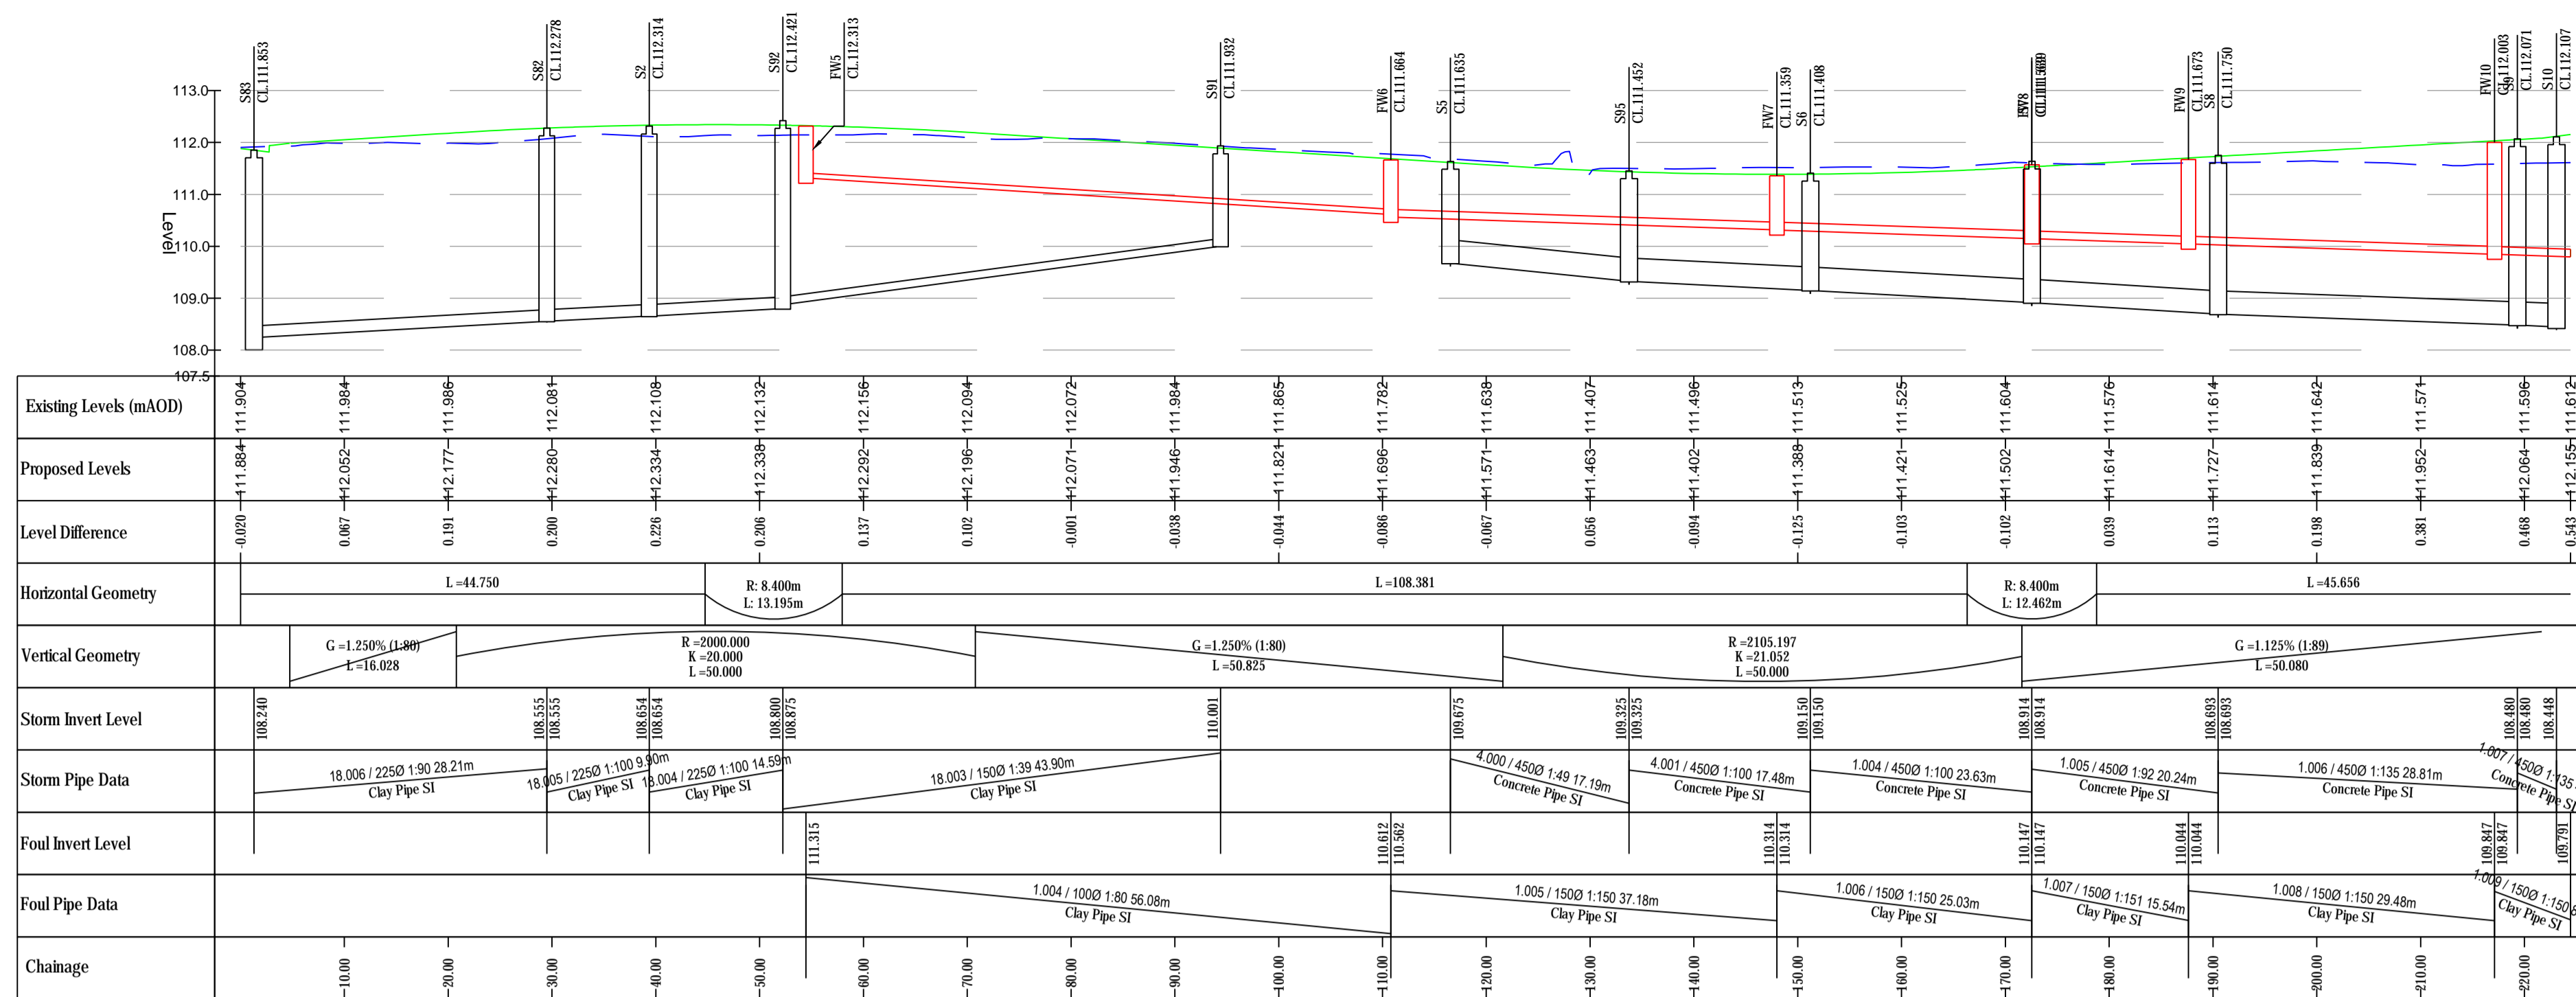 S83
CL.111.853
S82
CL.112.278
S2
CL.112.314
S92
CL.112.421
FW5
CL.112.313
S91
CL.111.932
FW6
CL.111.664
S5
CL.111.635
S95
CL.111.452
FW7
CL.111.359
S6
CL.111.408
FW9
CL.111.673
S8
CL.111.750
FW10
CL.112.003
S9
CL.112.071
S10
CL.112.107
Level
113.0
112.0
111.0
110.0
109.0
108.0
107.5
Existing Levels (mAOD)
111.904 111.984 111.986 112.081 112.108 112.132 112.156 112.094 112.072 111.984 111.865 111.782 111.638 111.407 111.496 111.513 111.525 111.604 111.576 111.614 111.642 111.571 111.596 111.612
Proposed Levels
111.884 112.052 112.177 112.280 112.334 112.338 112.292 112.196 112.071 111.946 111.821 111.696 111.571 111.463 111.402 111.388 111.421 111.502 111.614 111.727 111.839 111.952 112.064 112.155
Level Difference
-0.020 0.067 0.191 0.200 0.226 0.206 0.137 0.102 -0.001 -0.038 -0.044 -0.086 -0.067 0.056 -0.094 -0.125 -0.103 -0.102 0.039 0.113 0.198 0.381 0.468 0.543
Horizontal Geometry
L =44.750
R: 8.400m
L: 13.195m
L =108.381
R: 8.400m
L: 12.462m
L =45.656
Vertical Geometry
G =1.250% (1:80)
L =16.028
R =2000.000
K =20.000
L =50.000
G =1.250% (1:80)
L =50.825
R =2105.197
K =21.052
L =50.000
G =1.125% (1:89)
L =50.080
Storm Invert Level
108.240 108.555 108.555 108.654 108.654 108.800 108.875 110.001 109.675 109.325 109.325 109.150 109.150 108.914 108.914 108.693 108.693 108.480 108.480 108.448
Storm Pipe Data
18.006 / 225Ø 1:90 28.21m
Clay Pipe SI
18.005 / 225Ø 1:100 9.90m
Clay Pipe SI
18.004 / 225Ø 1:100 14.59m
Clay Pipe SI
18.003 / 150Ø 1:39 43.90m
Clay Pipe SI
4.000 / 450Ø 1:49 17.19m
Concrete Pipe SI
4.001 / 450Ø 1:100 17.48m
Concrete Pipe SI
1.004 / 450Ø 1:100 23.63m
Concrete Pipe SI
1.005 / 450Ø 1:92 20.24m
Concrete Pipe SI
1.006 / 450Ø 1:135 28.81m
Concrete Pipe SI
1.007 / 450Ø 1:135
Concrete Pipe SI
Foul Invert Level
111.315 110.612 110.562 110.314 110.314 110.147 110.147 110.044 110.044 109.847 109.847 109.791
Foul Pipe Data
1.004 / 100Ø 1:80 56.08m
Clay Pipe SI
1.005 / 150Ø 1:150 37.18m
Clay Pipe SI
1.006 / 150Ø 1:150 25.03m
Clay Pipe SI
1.007 / 150Ø 1:151 15.54m
Clay Pipe SI
1.008 / 150Ø 1:150 29.48m
Clay Pipe SI
1.009 / 150Ø 1:150
Clay Pipe SI
Chainage
10.00 20.00 30.00 40.00 50.00 60.00 70.00 80.00 90.00 100.00 110.00 120.00 130.00 140.00 150.00 160.00 170.00 180.00 190.00 200.00 210.00 220.00